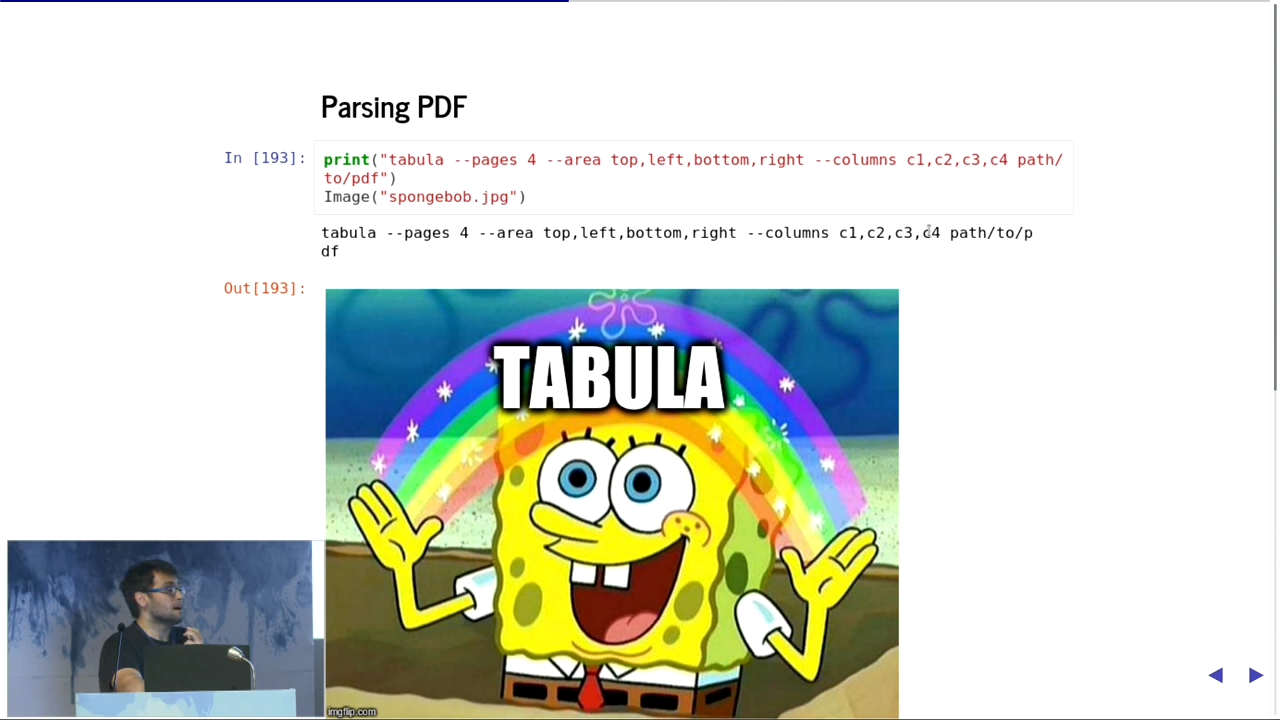 Parsing PDF
In [193]:
print("tabula --pages 4 --area top,left,bottom,right --columns c1,c2,c3,c4 path/
to/pdf")
Image("spongebob.jpg")
tabula --pages 4 --area top,left,bottom,right --columns c1,c2,c3,c4 path/to/p
df
Out[193]:
TABULA
imgflip.com